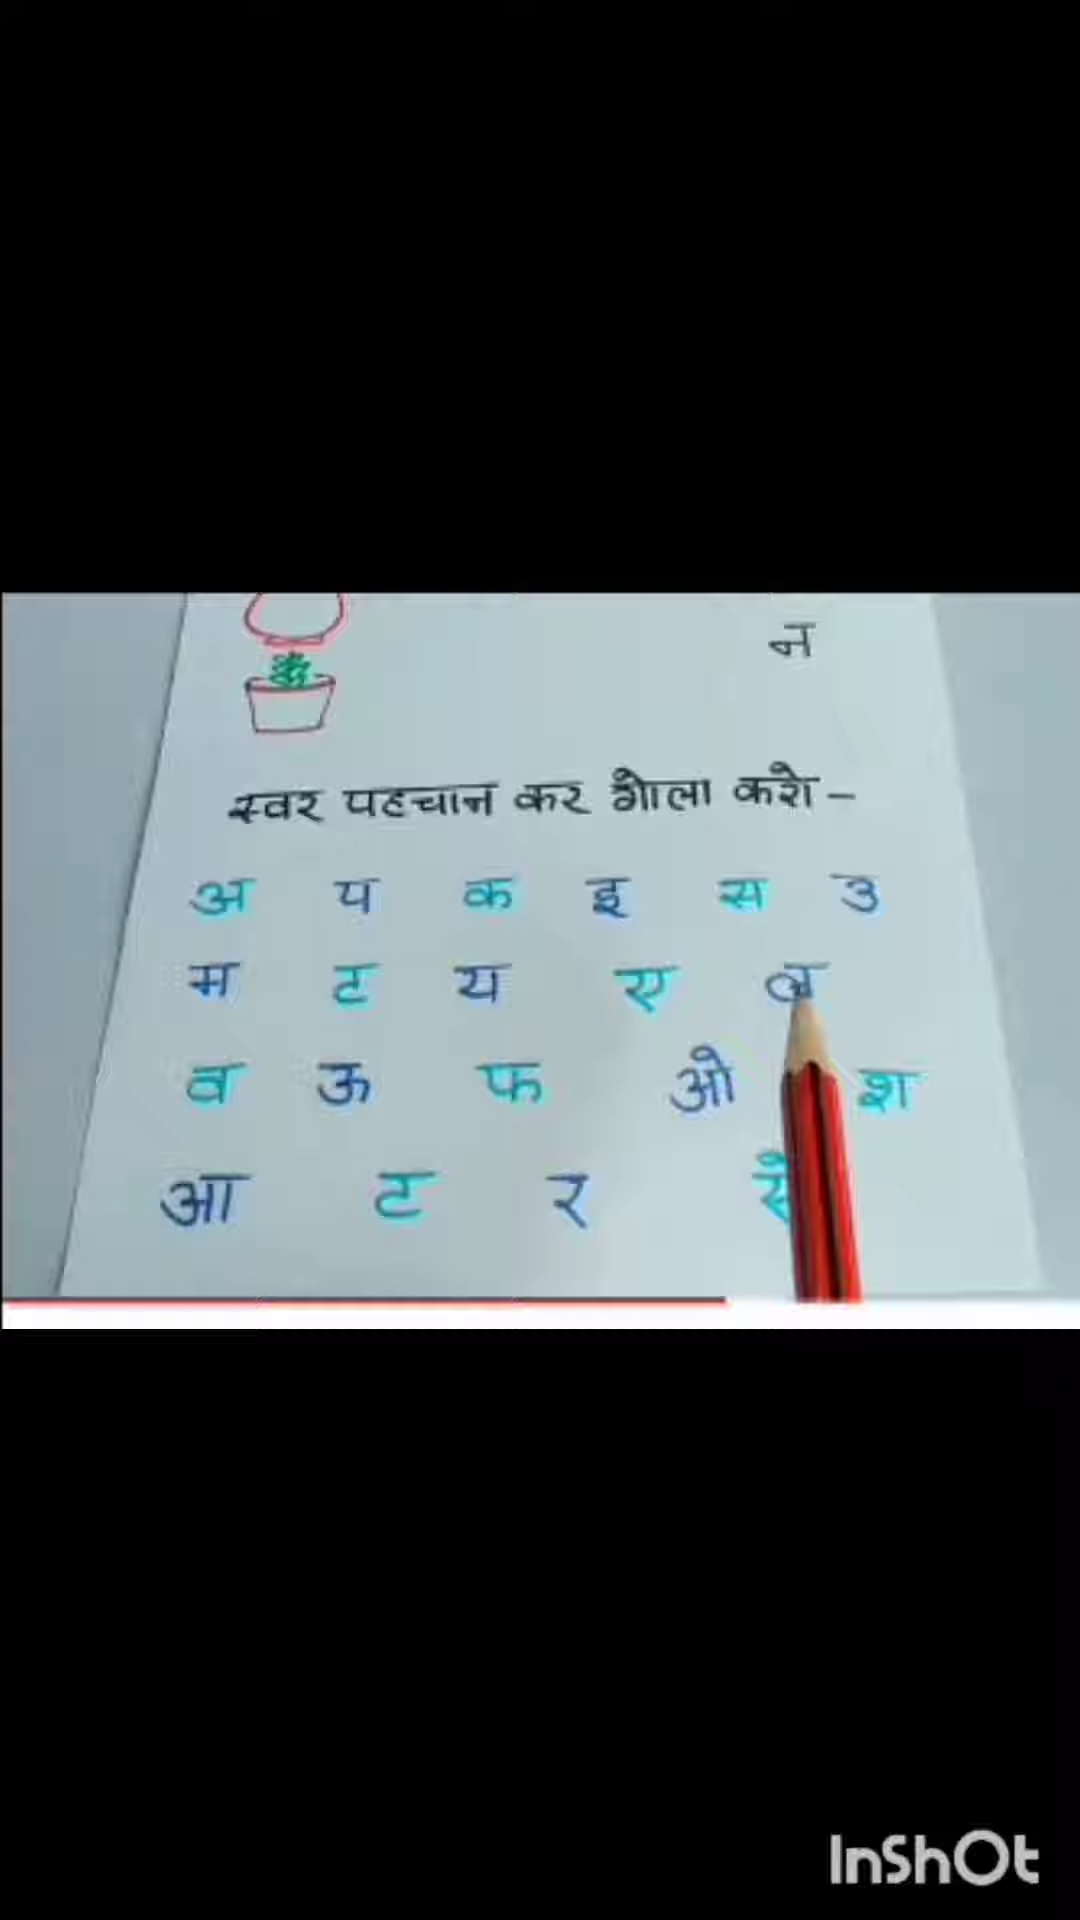 न
स्वर पहचान कर गोला करो -
अ प क इ स उ
म ट य ए
व ऊ फ ओ श
आ ट र
InShOt